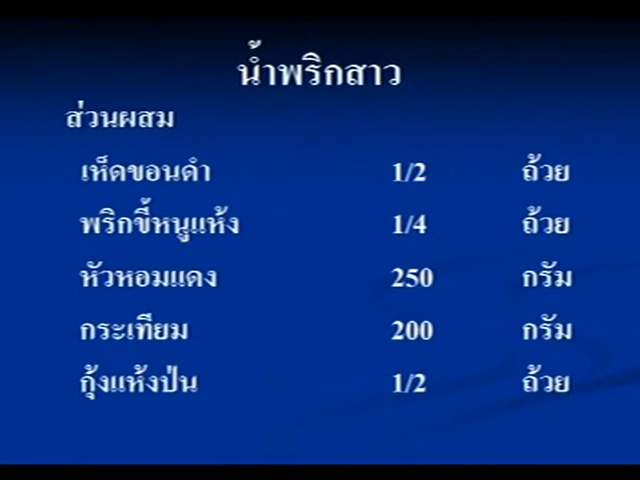 น้ำพริกสาว
ส่วนผสม
เห็ดขอนดำ 1/2 ถ้วย
พริกขี้หนูแห้ง 1/4 ถ้วย
หัวหอมแดง 250 กรัม
กระเทียม 200 กรัม
กุ้งแห้งป่น 1/2 ถ้วย